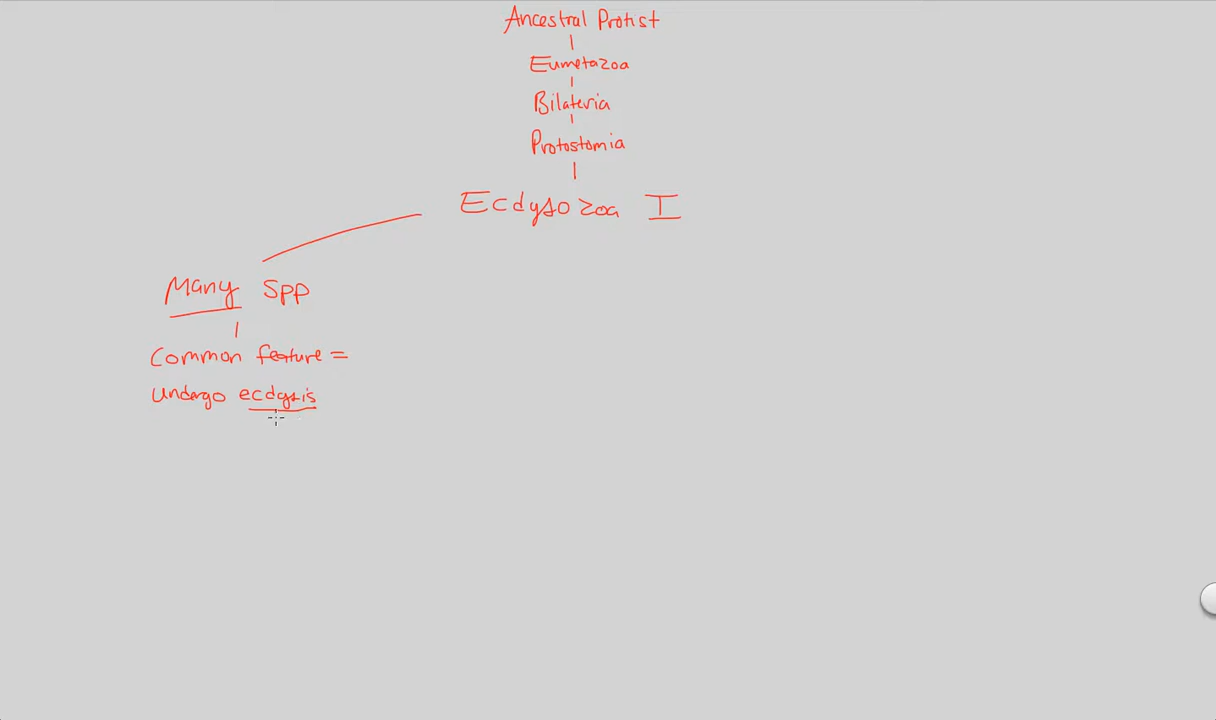 Ancestral Protist
Eumetazoa
Bilateria
Protostomia
Ecdysozoa I
Many Spp
Common feature =
undergo ecdysis